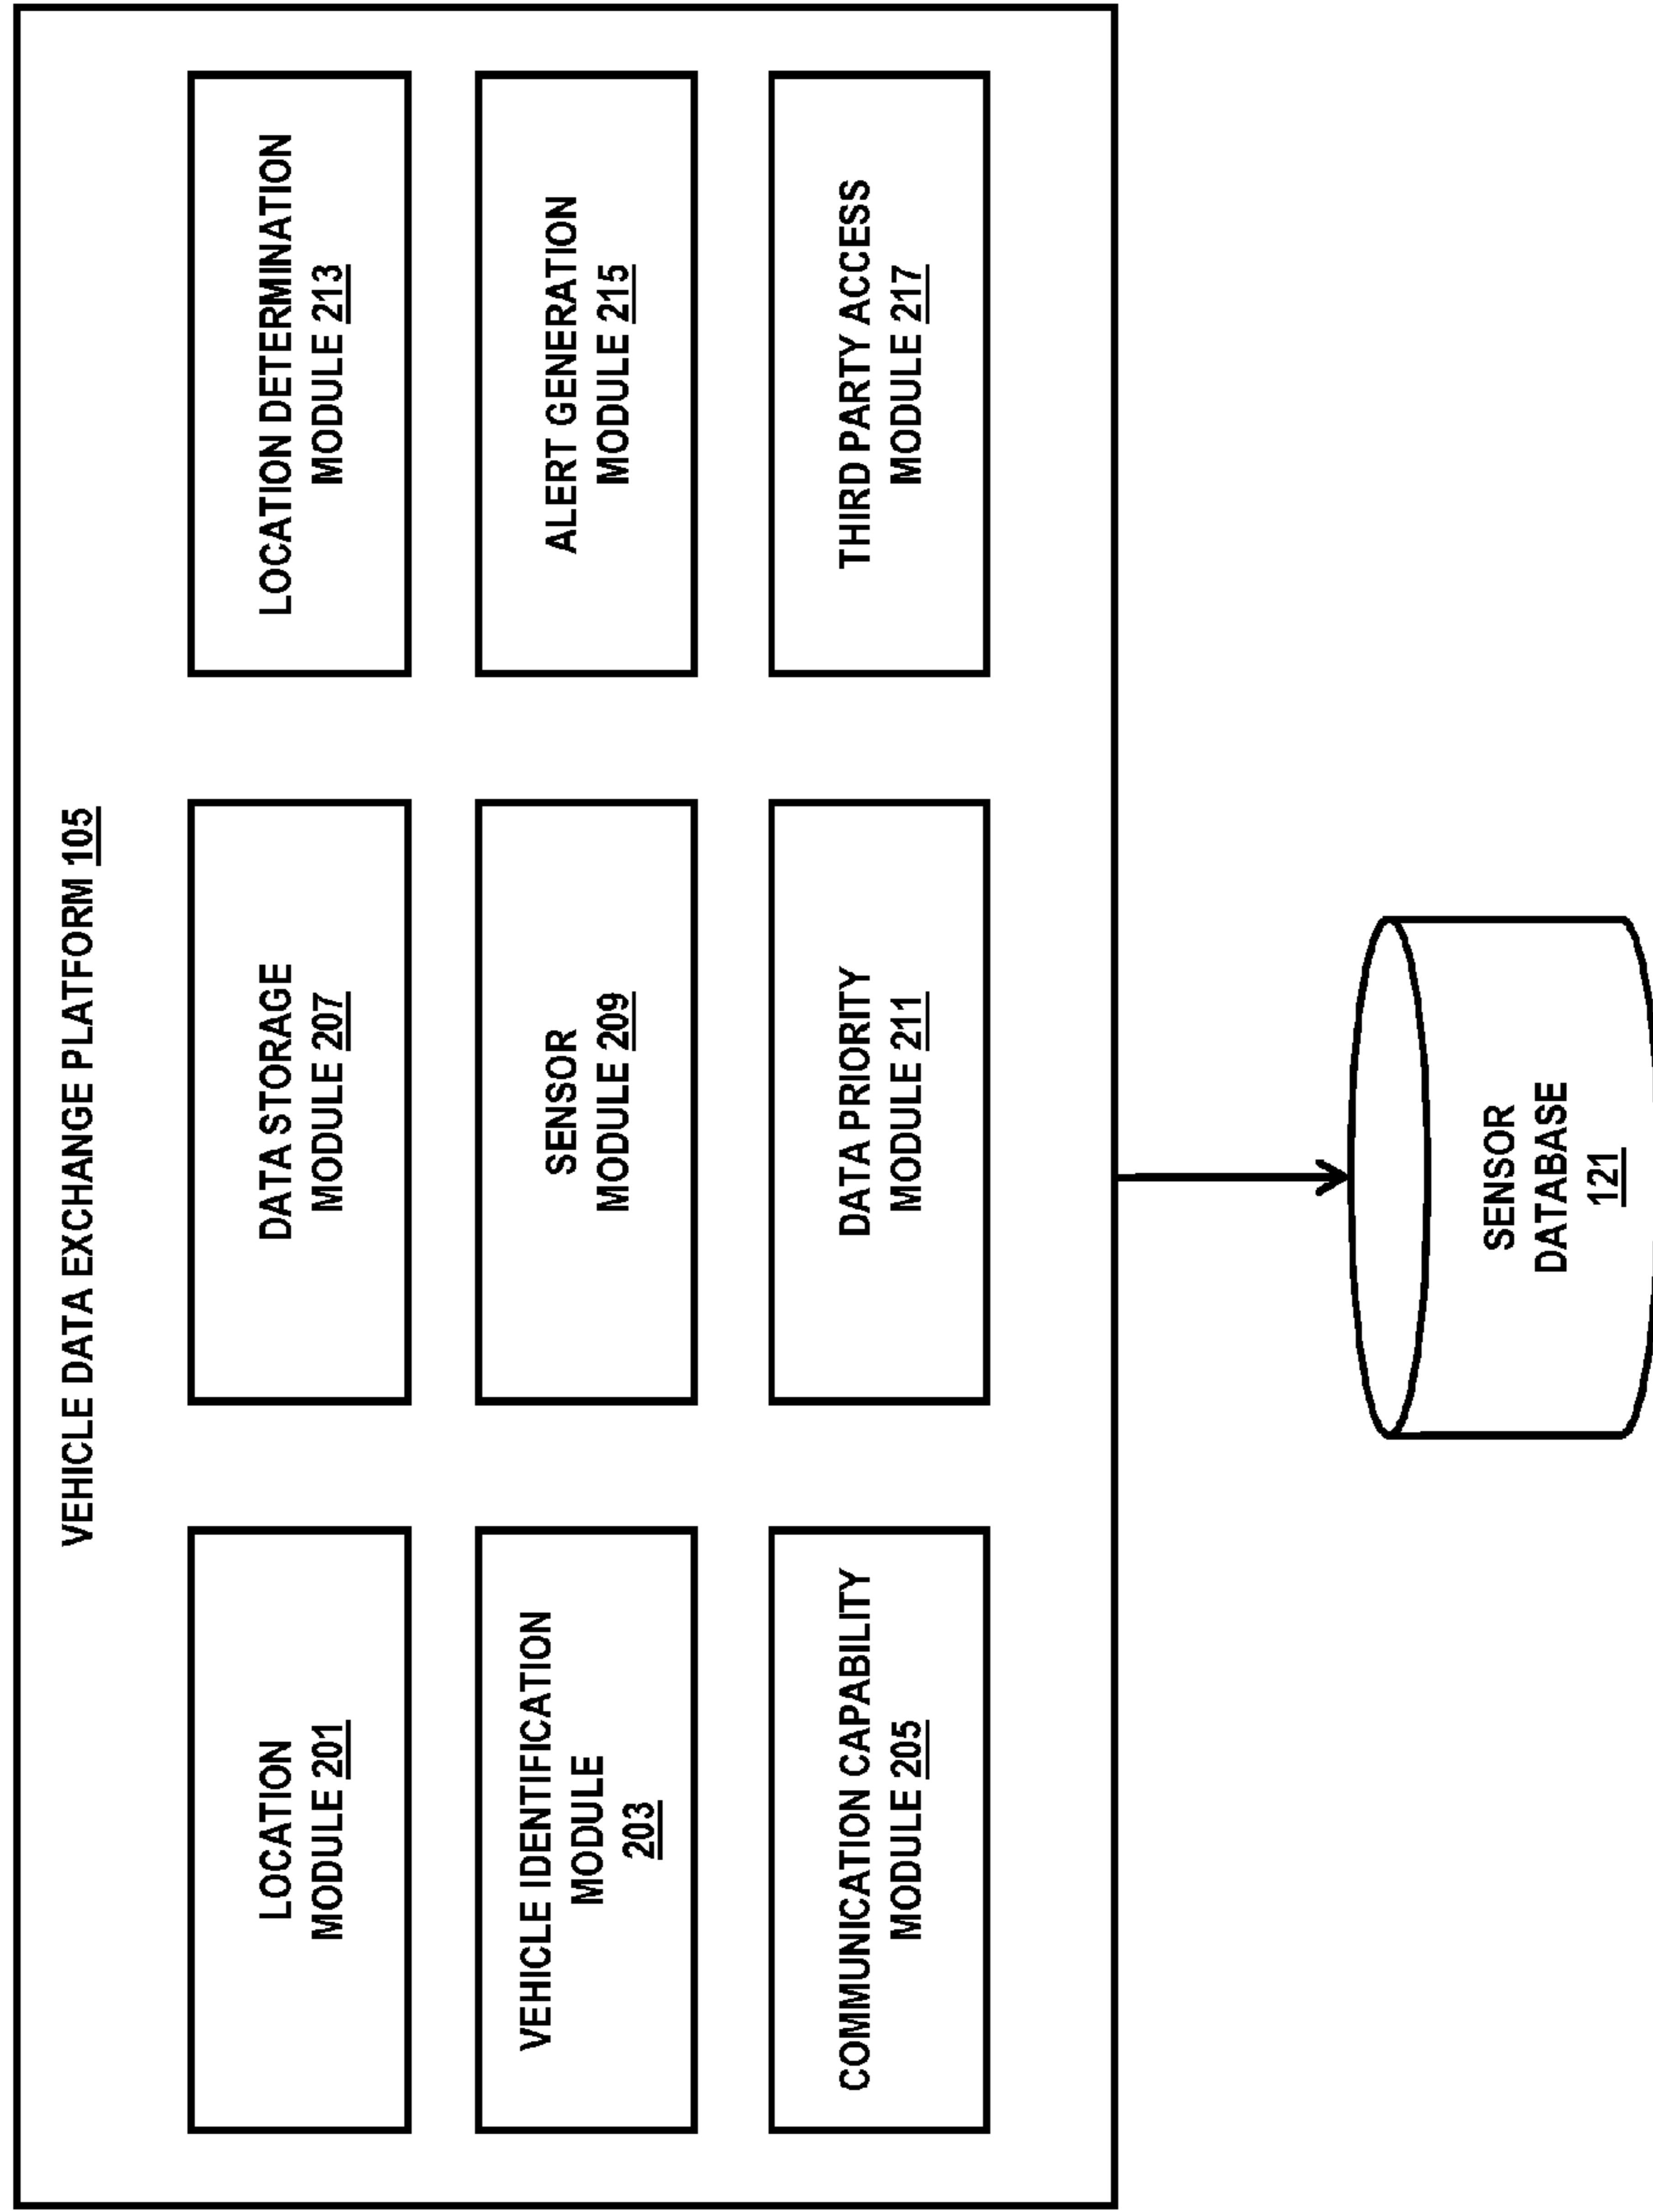 VEHICLE DATA EXCHANGE PLATFORM 105
LOCATION
MODULE 201
VEHICLE IDENTIFICATION
MODULE
203
COMMUNICATION CAPABILITY
MODULE 205
DATA STORAGE
MODULE 207
SENSOR
MODULE 209
DATA PRIORITY
MODULE 211
LOCATION DETERMINATION
MODULE 213
ALERT GENERATION
MODULE 215
THIRD PARTY ACCESS
MODULE 217
SENSOR
DATABASE
121